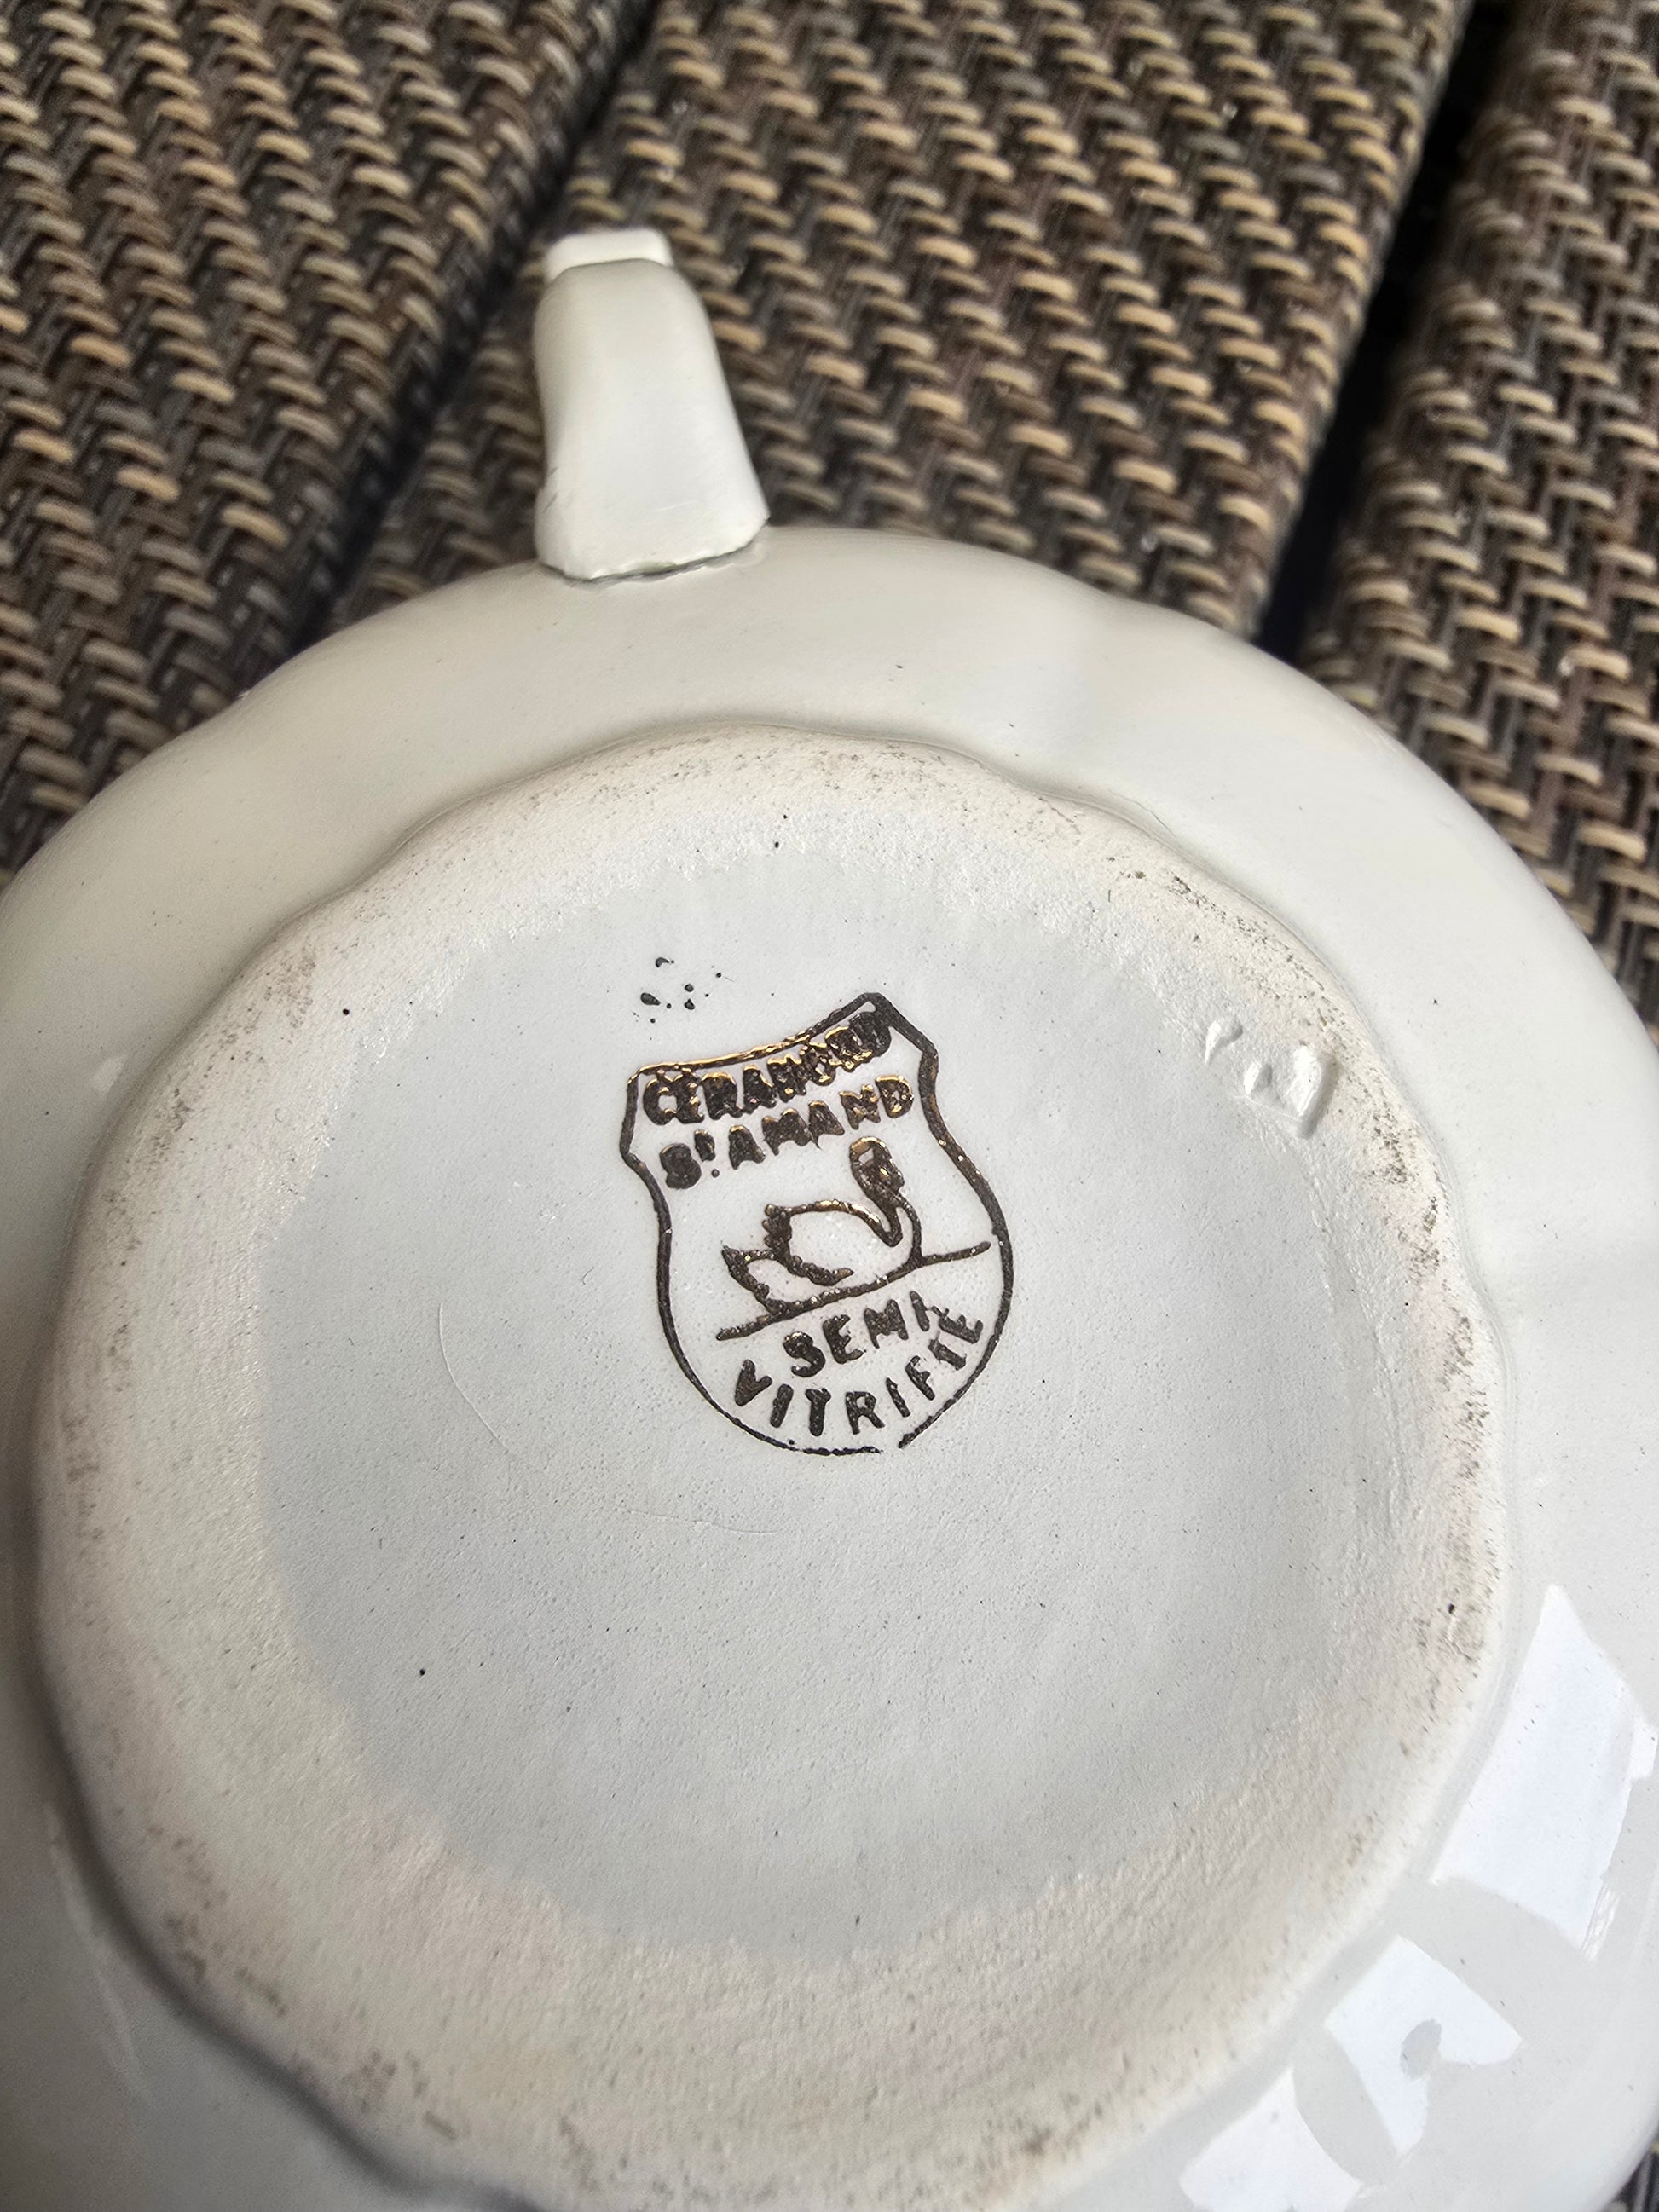 CERANORD
St. AMAND
SEMI
VITRIFIE